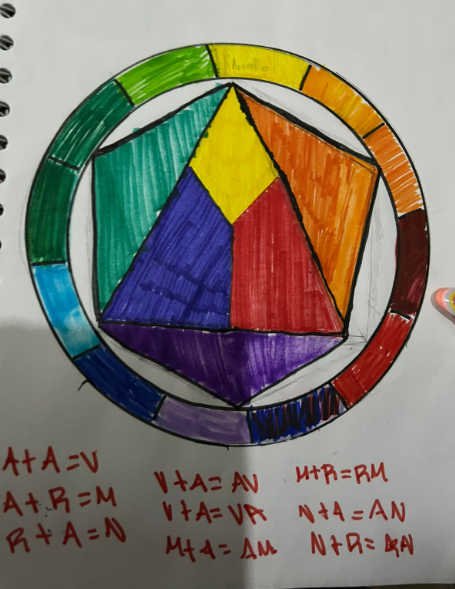 A+A=V
A+R=M
R+A=N
V+A=AV
V+A=VA
M+A=AM
M+R=RM
N+A=AN